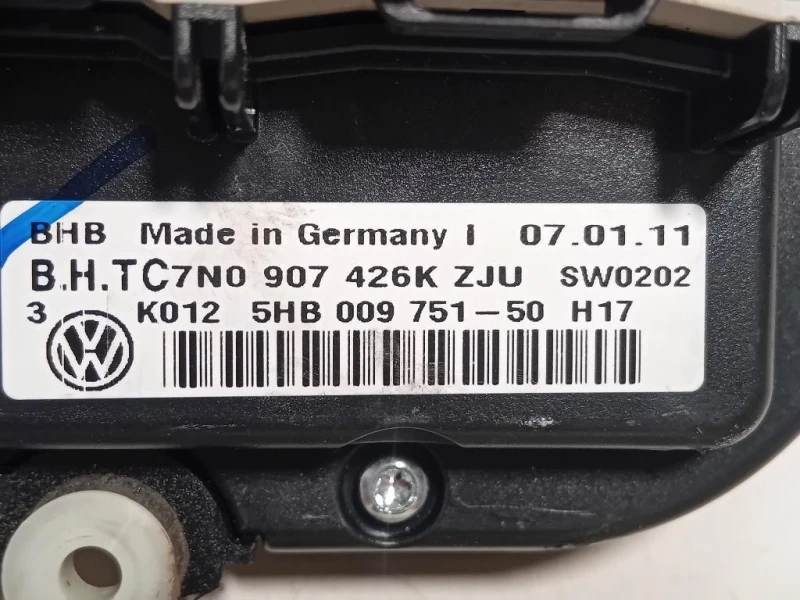 BHB Made in Germany I 07.01.11
B.H.TC7N0 907 426K ZJU SW0202
3 K012 5HB 009 751-50 H17